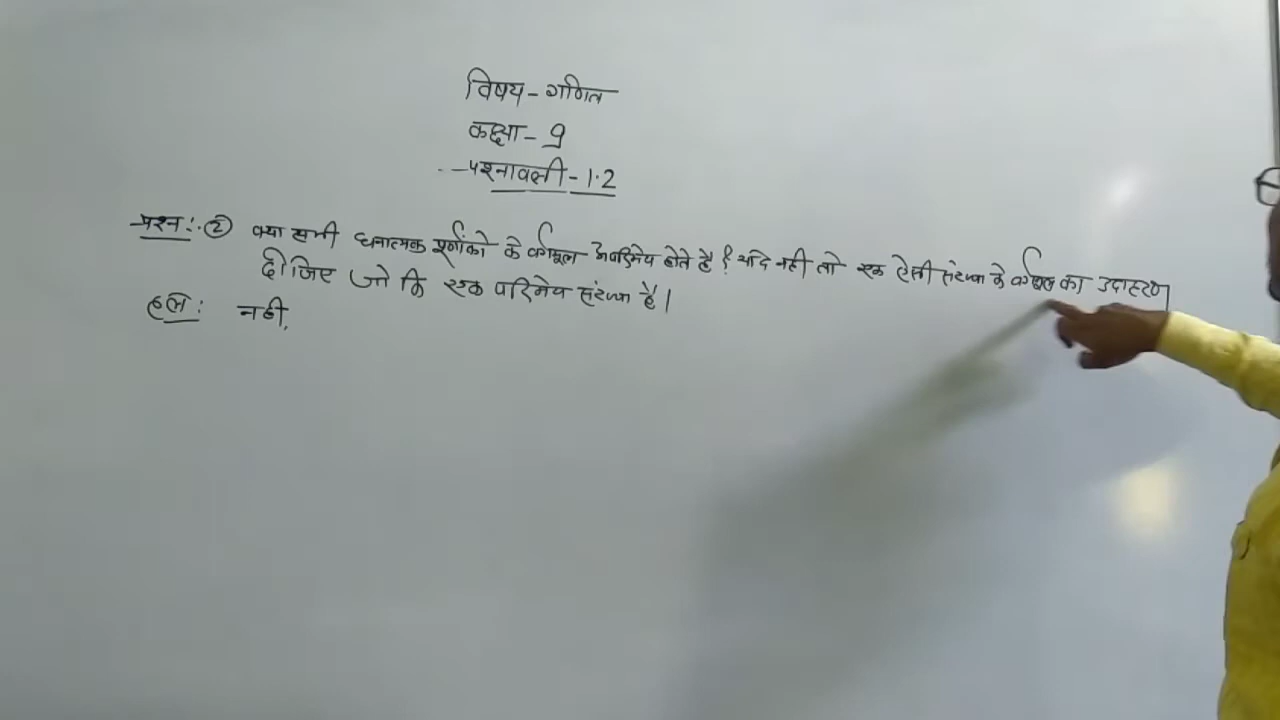 विषय - गणित
कक्षा - 9
प्रश्नावली - 1.2
प्रश्न: ② क्या सभी धनात्मक पूर्णांको के वर्गमूल अपरिमेय होते है? यदि नही तो एक ऐसी संख्या के वर्गमूल का उदाहरण
दीजिए जो कि एक परिमेय संख्या है।
हल: नही,